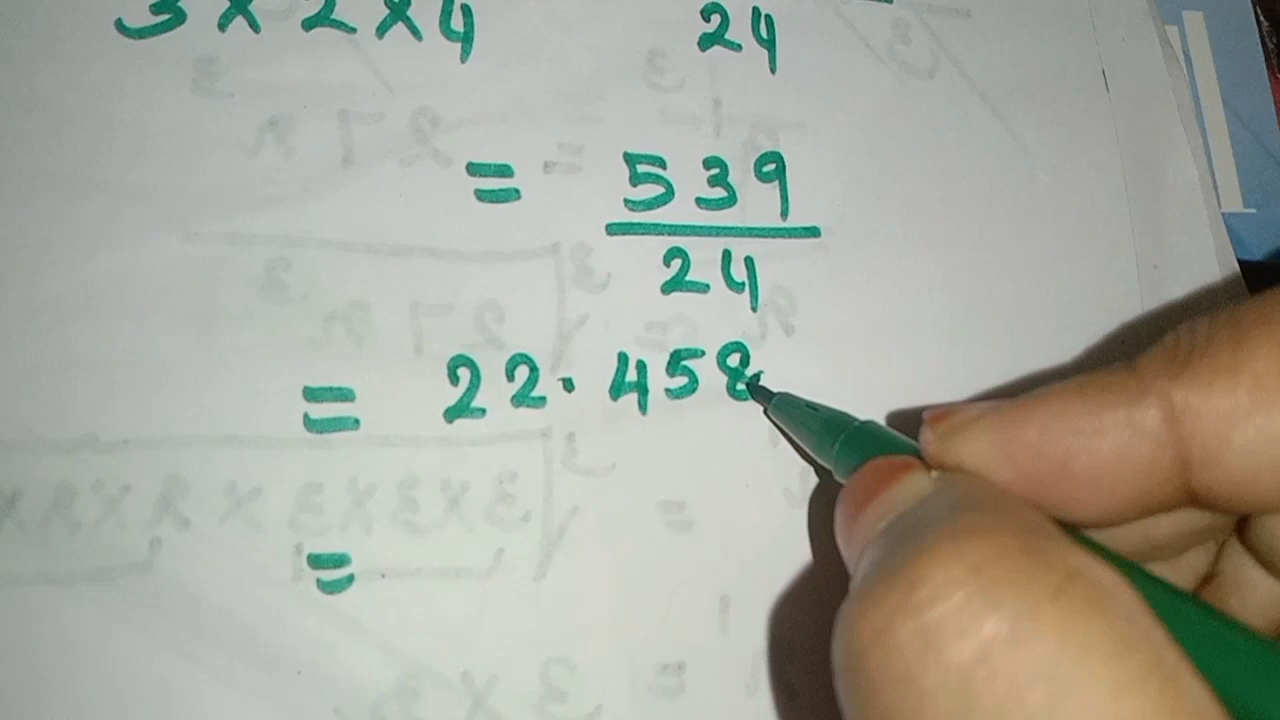 3 × 2 × 4 24
= 539
24
= 22.458
=